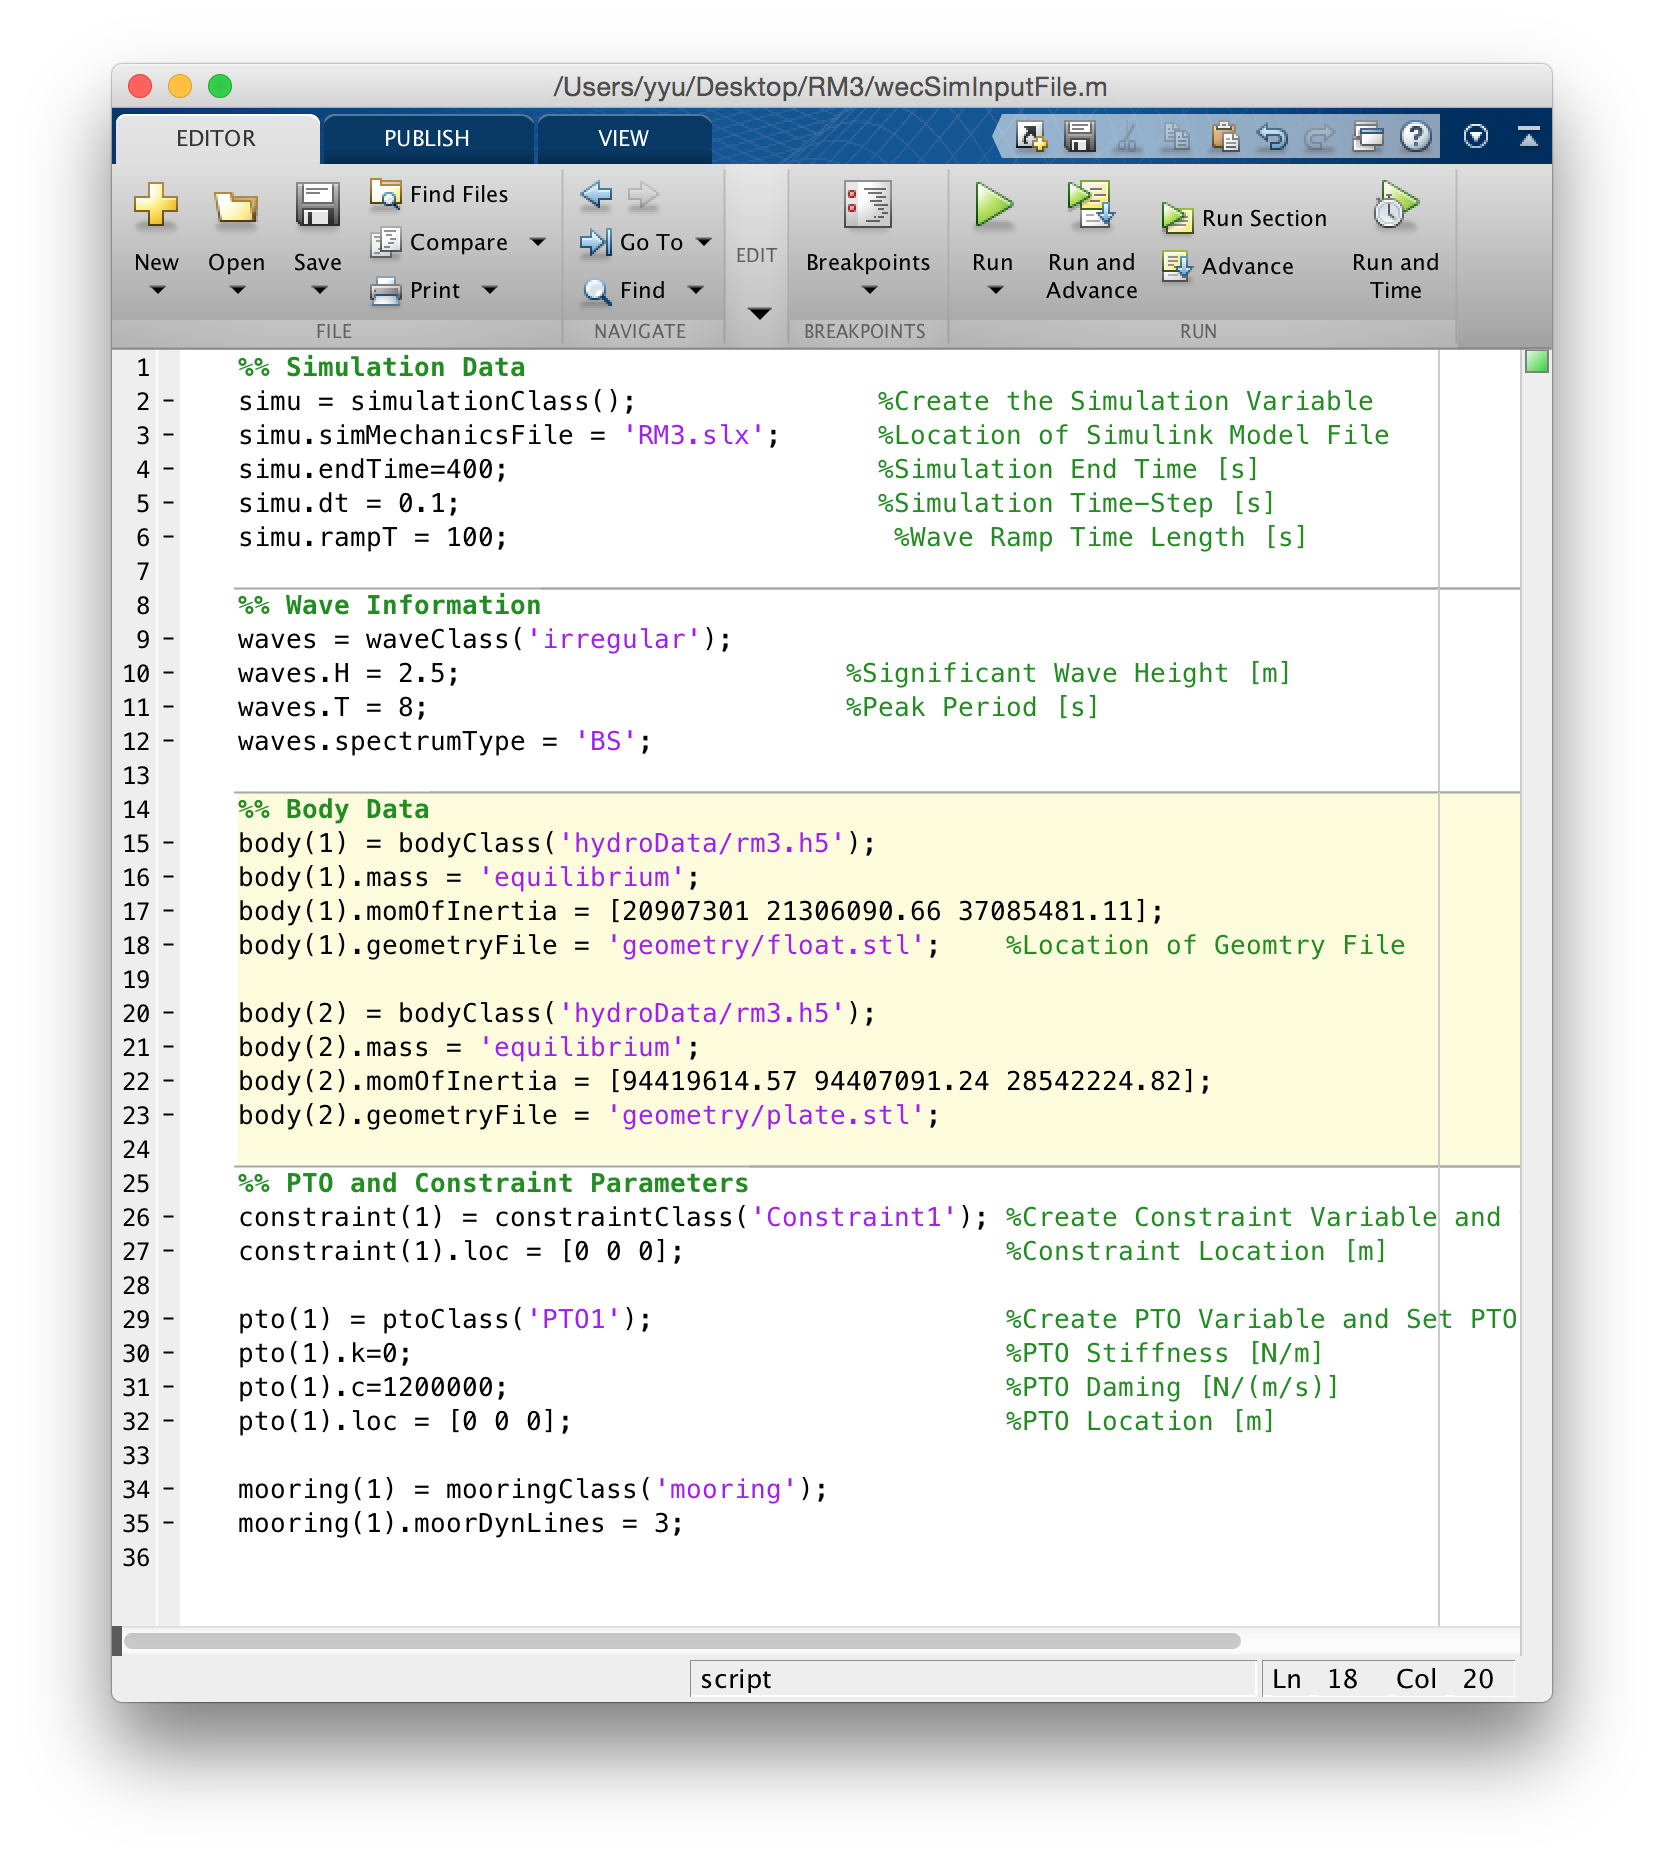 /Users/yyu/Desktop/RM3/wecSimInputFile.m
EDITOR PUBLISH VIEW
New Open Save Find Files Compare Print
FILE
Go To Find
NAVIGATE
EDIT
Breakpoints
BREAKPOINTS
Run Run and Advance Run Section Advance Run and Time
RUN
1 %% Simulation Data
2 - simu = simulationClass(); %Create the Simulation Variable
3 - simu.simMechanicsFile = 'RM3.slx'; %Location of Simulink Model File
4 - simu.endTime=400; %Simulation End Time [s]
5 - simu.dt = 0.1; %Simulation Time-Step [s]
6 - simu.rampT = 100; %Wave Ramp Time Length [s]
7
8 %% Wave Information
9 - waves = waveClass('irregular');
10 - waves.H = 2.5; %Significant Wave Height [m]
11 - waves.T = 8; %Peak Period [s]
12 - waves.spectrumType = 'BS';
13
14 %% Body Data
15 - body(1) = bodyClass('hydroData/rm3.h5');
16 - body(1).mass = 'equilibrium';
17 - body(1).momOfInertia = [20907301 21306090.66 37085481.11];
18 - body(1).geometryFile = 'geometry/float.stl'; %Location of Geomtry File
19
20 - body(2) = bodyClass('hydroData/rm3.h5');
21 - body(2).mass = 'equilibrium';
22 - body(2).momOfInertia = [94419614.57 94407091.24 28542224.82];
23 - body(2).geometryFile = 'geometry/plate.stl';
24
25 %% PTO and Constraint Parameters
26 - constraint(1) = constraintClass('Constraint1'); %Create Constraint Variable and
27 - constraint(1).loc = [0 0 0]; %Constraint Location [m]
28
29 - pto(1) = ptoClass('PTO1'); %Create PTO Variable and Set PTO
30 - pto(1).k=0; %PTO Stiffness [N/m]
31 - pto(1).c=1200000; %PTO Daming [N/(m/s)]
32 - pto(1).loc = [0 0 0]; %PTO Location [m]
33
34 - mooring(1) = mooringClass('mooring');
35 - mooring(1).moorDynLines = 3;
36
script Ln 18 Col 20